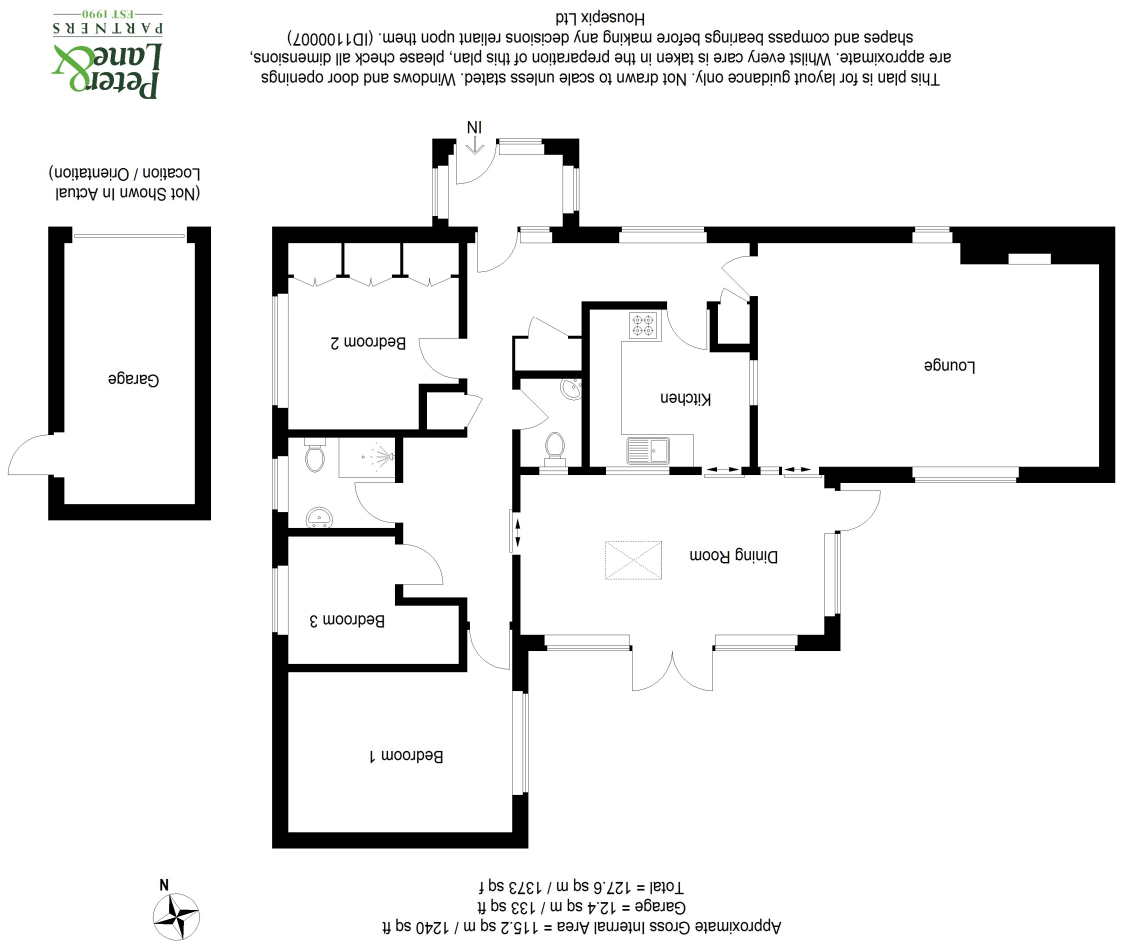 Approximate Gross Internal Area = 115.2 sq m / 1240 sq ft
Garage = 12.4 sq m / 133 sq ft
Total = 127.6 sq m / 1373 sq f
N
Bedroom 1
Bedroom 3
Dining Room
Kitchen
Lounge
Bedroom 2
Garage
(Not Shown In Actual
Location / Orientation)
IN
This plan is for layout guidance only. Not drawn to scale unless stated. Windows and door openings
are approximate. Whilst every care is taken in the preparation of this plan, please check all dimensions,
shapes and compass bearings before making any decisions reliant upon them. (ID1100007)
Housepix Ltd
Peter
Lane &
PARTNERS
EST 1990